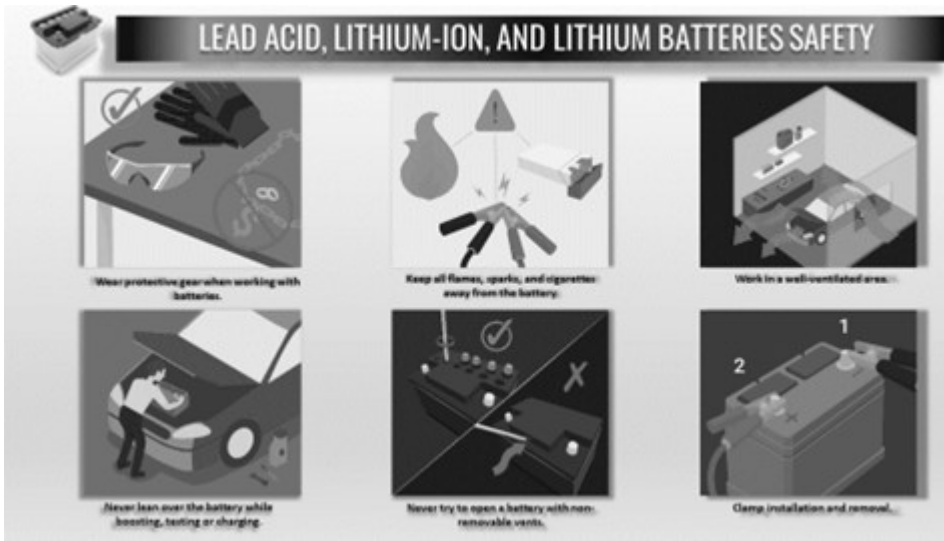 LEAD ACID, LITHIUM-ION, AND LITHIUM BATTERIES SAFETY
Wear protective gear when working with
batteries.
Keep all flames, sparks, and cigarettes
away from the battery.
Work in a well-ventilated area.
1
2
Never lean over the battery while
boosting, testing or charging.
Never try to open a battery with non-
removable vents.
Clamp installation and removal.